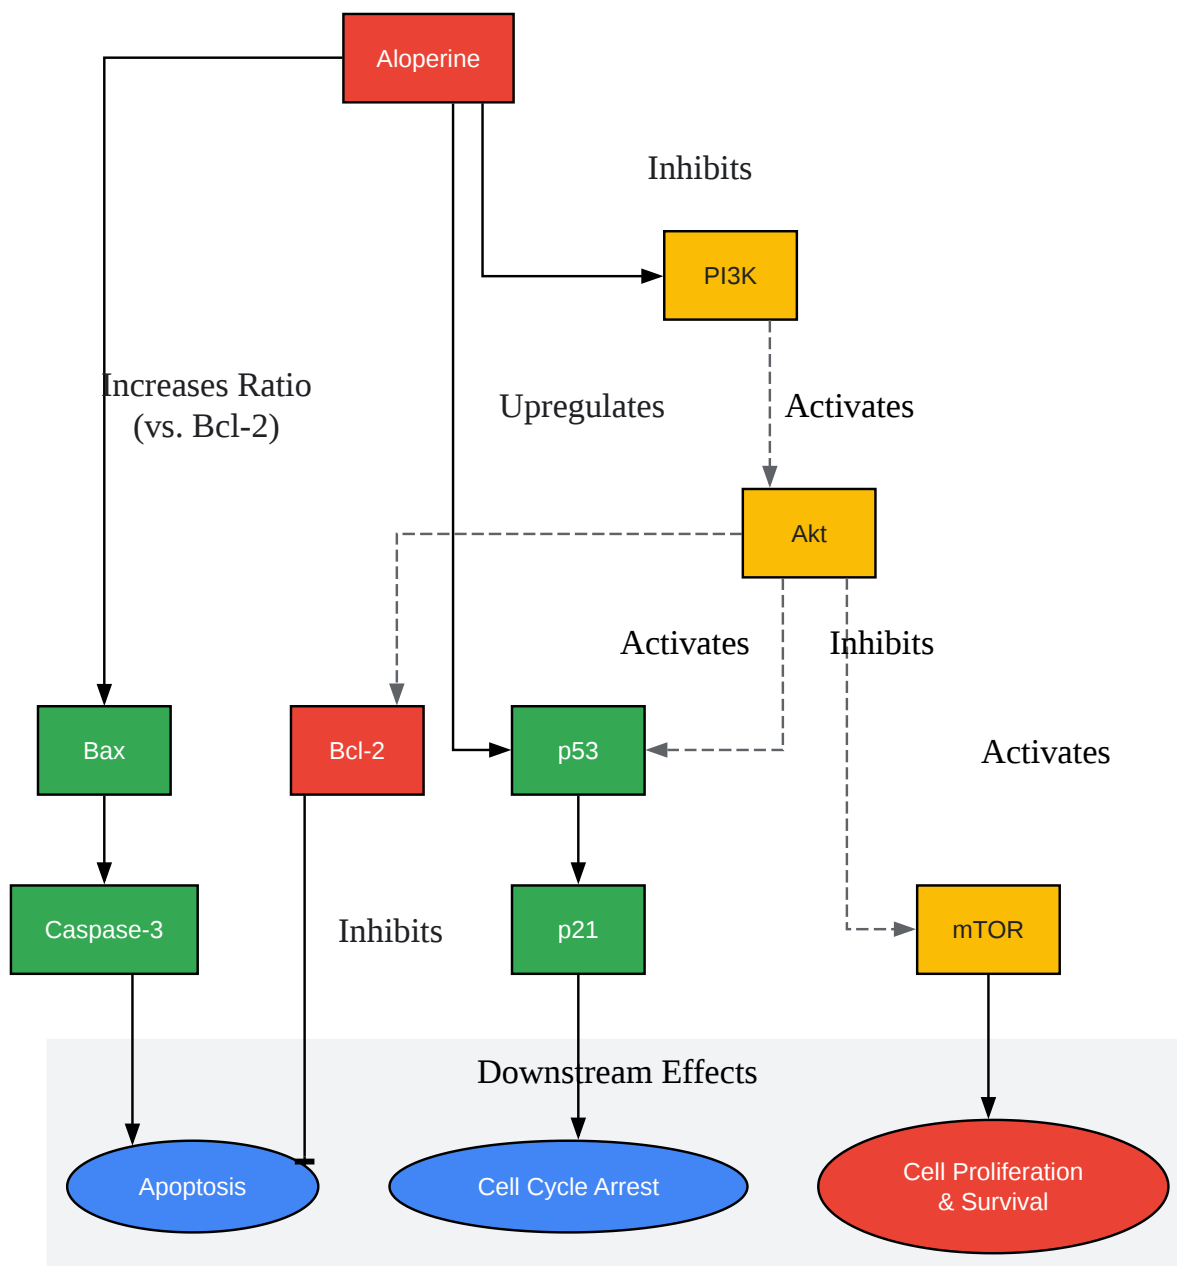 Aloperine
Inhibits
PI3K
Increases Ratio
(vs. Bcl-2)
Upregulates
Activates
Akt
Activates
Inhibits
Bax
Bcl-2
p53
Activates
Caspase-3
Inhibits
p21
mTOR
Downstream Effects
Apoptosis
Cell Cycle Arrest
Cell Proliferation
& Survival